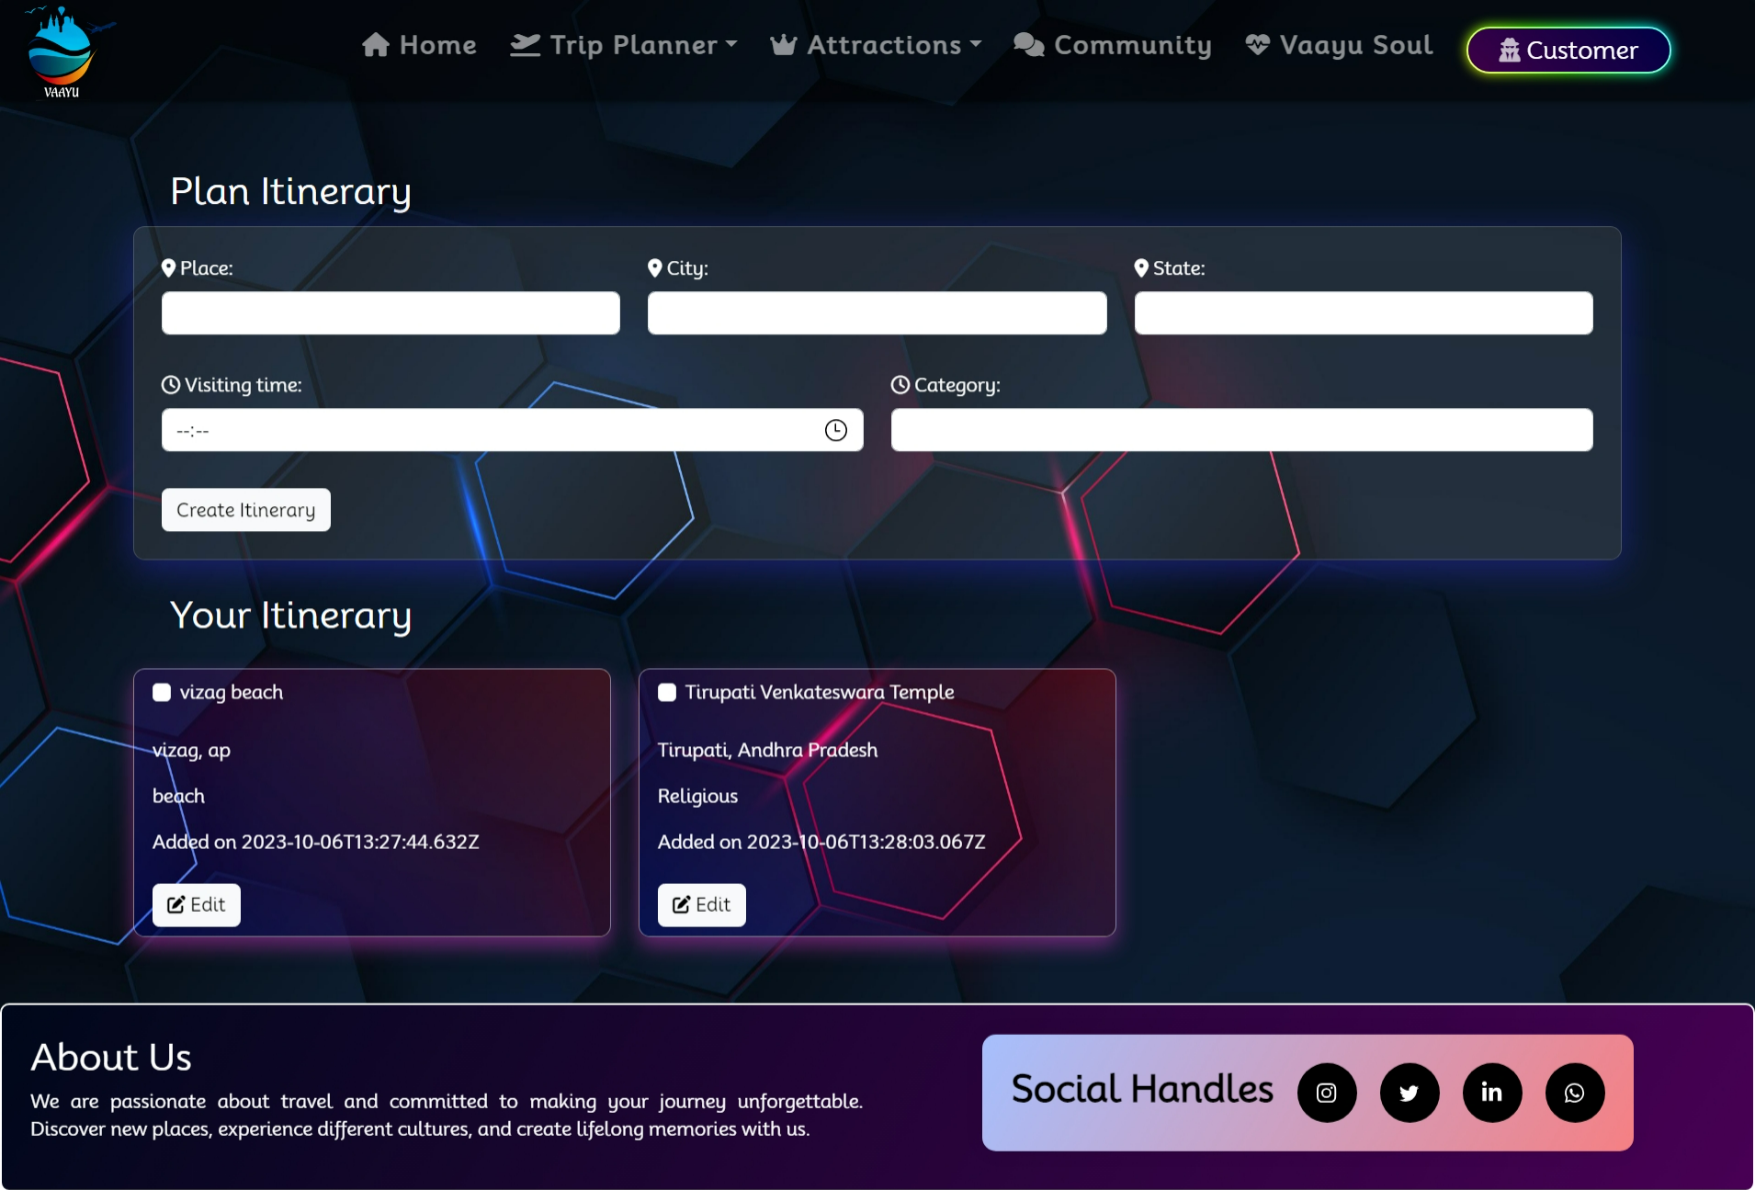 VAAYU
Home Trip Planner Attractions Community Vaayu Soul Customer
Plan Itinerary
Place: City: State:
Visiting time: Category:
--:--
Create Itinerary
Your Itinerary
vizag beach
vizag, ap
beach
Added on 2023-10-06T13:27:44.632Z
Edit
Tirupati Venkateswara Temple
Tirupati, Andhra Pradesh
Religious
Added on 2023-10-06T13:28:03.067Z
Edit
About Us
We are passionate about travel and committed to making your journey unforgettable.
Discover new places, experience different cultures, and create lifelong memories with us.
Social Handles